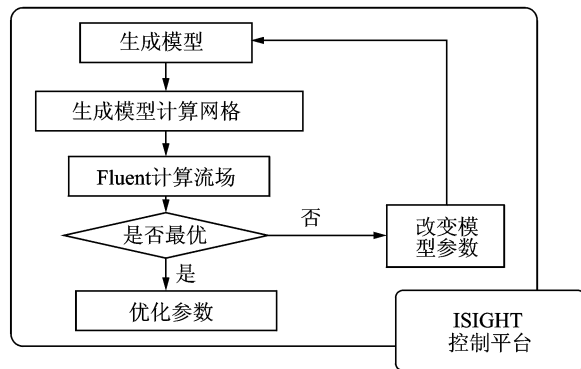 生成模型
生成模型计算网格
Fluent计算流场
是否最优
否
改变模
型参数
是
优化参数
ISIGHT
控制平台